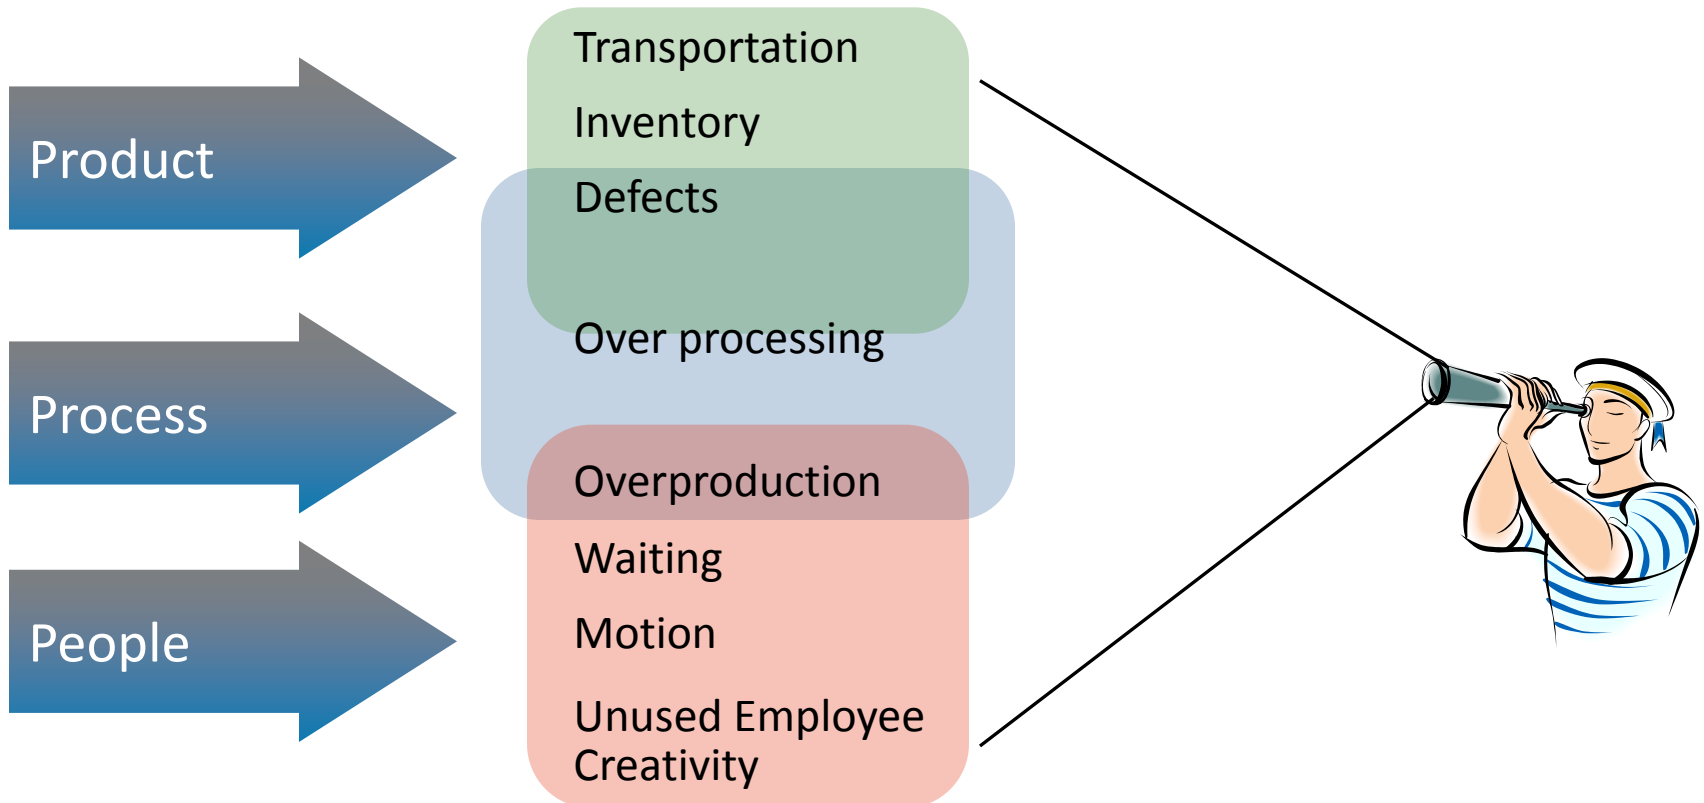 Transportation
Inventory
Product
Defects
Over processing
Process
Overproduction
Waiting
People
Motion
Unused Employee
Creativity